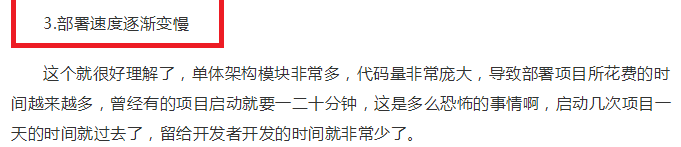 3.部署速度逐渐变慢
这个就很好理解了，单体架构模块非常多，代码量非常庞大，导致部署项目所花费的时
间越来越多，曾经有的项目启动就要一二十分钟，这是多么恐怖的事情啊，启动几次项目一
天的时间就过去了，留给开发者开发的时间就非常少了。